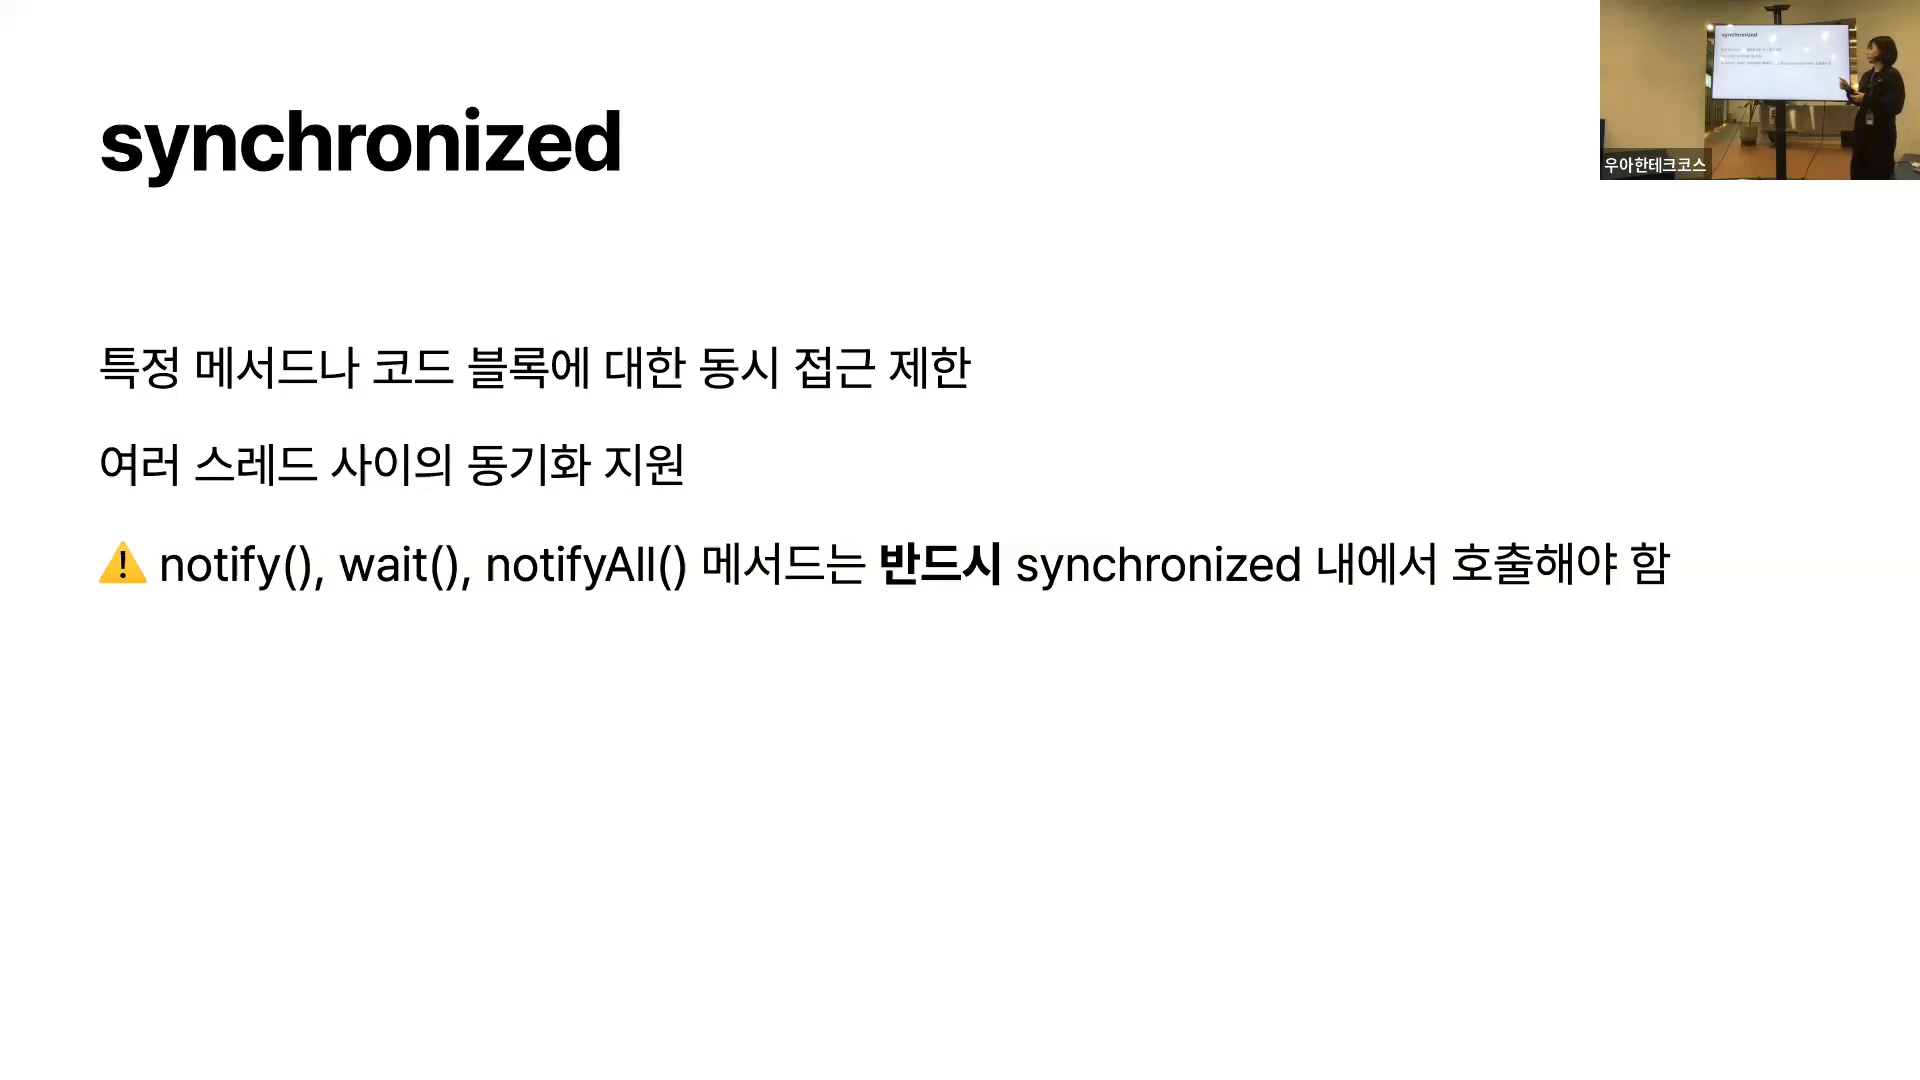 synchronized
특정 메서드나 코드 블록에 대한 동시 접근 제한
여러 스레드 사이의 동기화 지원
⚠️ notify(), wait(), notifyAll() 메서드는 반드시 synchronized 내에서 호출해야 함
synchronized
우아한테크코스